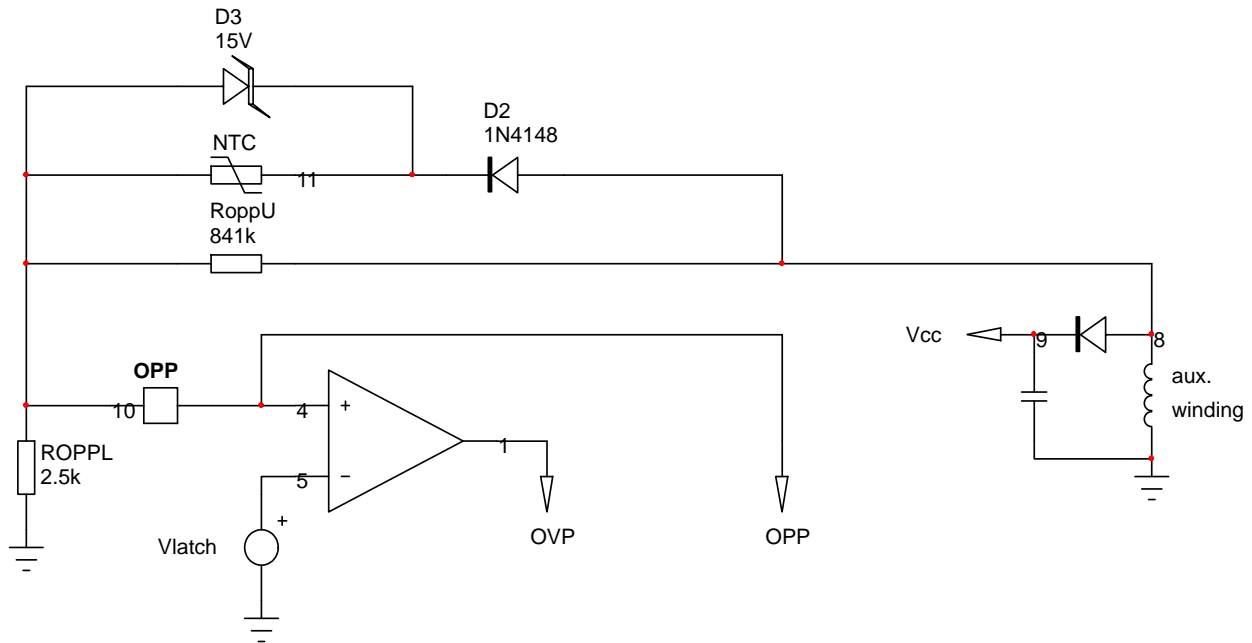 D3
15V
D2
1N4148
NTC
11
RoppU
841k
Vcc
9
8
aux.
winding
OPP
10
4
+
ROPPL
2.5k
1
5
−
+
Vlatch
OVP
OPP